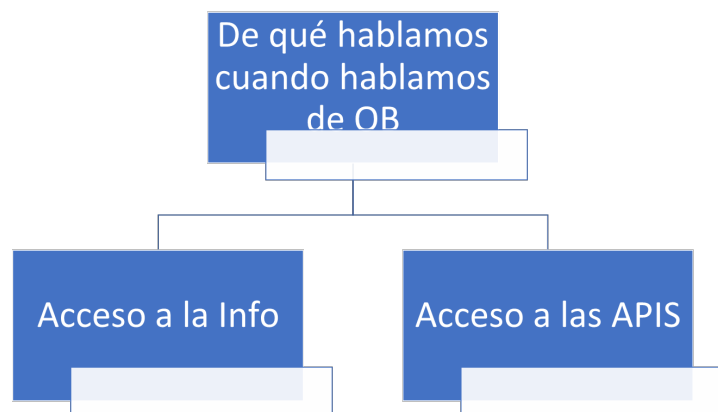 De qué hablamos
cuando hablamos
de OB
Acceso a la Info
Acceso a las APIS